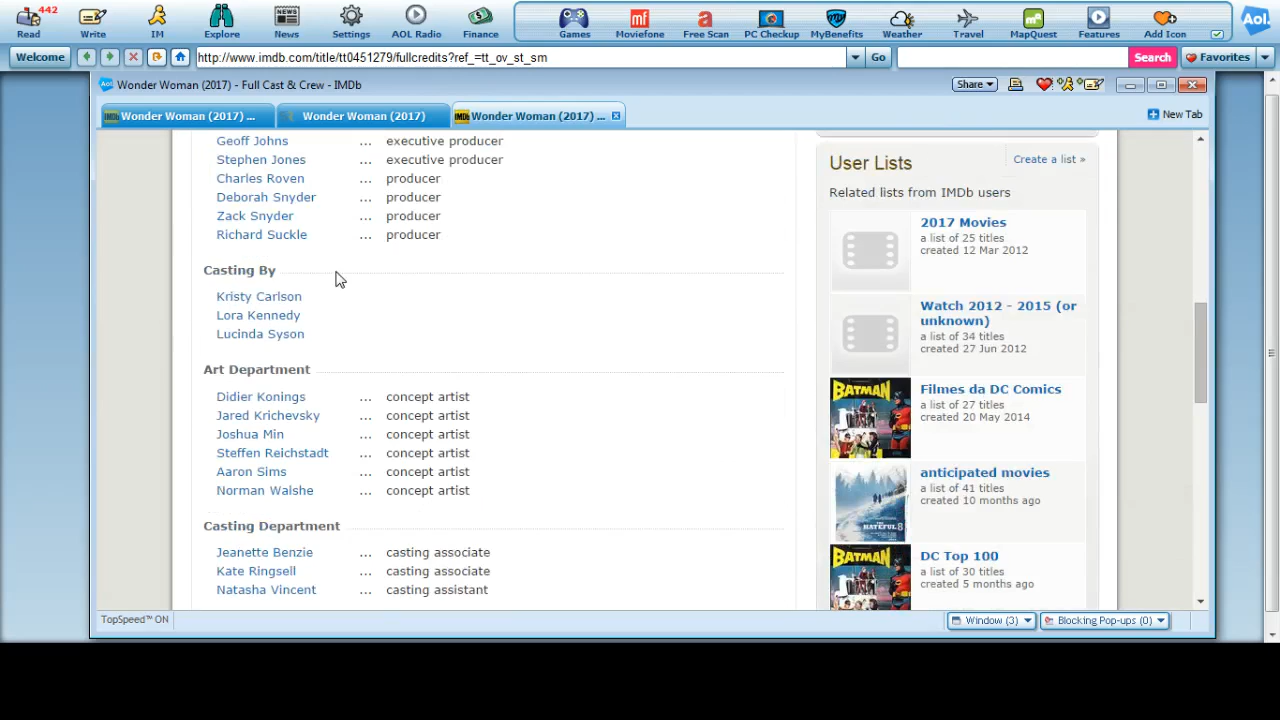 442
Read
Write
IM
Explore
News
Settings
AOL Radio
Finance
Games
Moviefone
Free Scan
PC Checkup
MyBenefits
Weather
Travel
MapQuest
Features
Add Icon
Aol.
Welcome
http://www.imdb.com/title/tt0451279/fullcredits?ref_=tt_ov_st_sm
Go
Search
Favorites
Wonder Woman (2017) - Full Cast & Crew - IMDb
Share
Wonder Woman (2017) ...
Wonder Woman (2017)
Wonder Woman (2017) ...
New Tab
Geoff Johns ... executive producer
Stephen Jones ... executive producer
Charles Roven ... producer
Deborah Snyder ... producer
Zack Snyder ... producer
Richard Suckle ... producer
Casting By
Kristy Carlson
Lora Kennedy
Lucinda Syson
Art Department
Didier Konings ... concept artist
Jared Krichevsky ... concept artist
Joshua Min ... concept artist
Steffen Reichstadt ... concept artist
Aaron Sims ... concept artist
Norman Walshe ... concept artist
Casting Department
Jeanette Benzie ... casting associate
Kate Ringsell ... casting associate
Natasha Vincent ... casting assistant
User Lists
Create a list »
Related lists from IMDb users
2017 Movies
a list of 25 titles
created 12 Mar 2012
Watch 2012 - 2015 (or
unknown)
a list of 34 titles
created 27 Jun 2012
BATMAN
Filmes da DC Comics
a list of 27 titles
created 20 May 2014
THE HATEFUL 8
anticipated movies
a list of 41 titles
created 10 months ago
BATMAN
DC Top 100
a list of 30 titles
created 5 months ago
TopSpeed™ ON
Window (3)
Blocking Pop-ups (0)